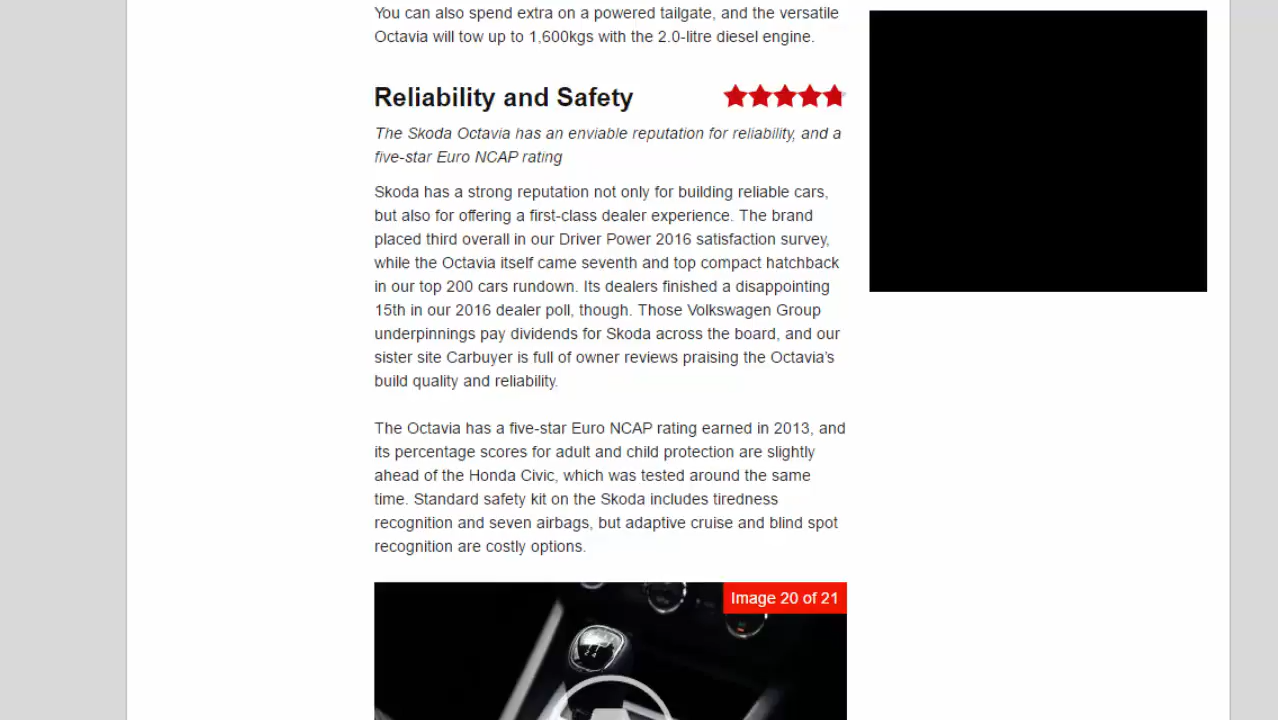 You can also spend extra on a powered tailgate, and the versatile
Octavia will tow up to 1,600kgs with the 2.0-litre diesel engine.
Reliability and Safety
The Skoda Octavia has an enviable reputation for reliability, and a
five-star Euro NCAP rating
Skoda has a strong reputation not only for building reliable cars,
but also for offering a first-class dealer experience. The brand
placed third overall in our Driver Power 2016 satisfaction survey,
while the Octavia itself came seventh and top compact hatchback
in our top 200 cars rundown. Its dealers finished a disappointing
15th in our 2016 dealer poll, though. Those Volkswagen Group
underpinnings pay dividends for Skoda across the board, and our
sister site Carbuyer is full of owner reviews praising the Octavia's
build quality and reliability.
The Octavia has a five-star Euro NCAP rating earned in 2013, and
its percentage scores for adult and child protection are slightly
ahead of the Honda Civic, which was tested around the same
time. Standard safety kit on the Skoda includes tiredness
recognition and seven airbags, but adaptive cruise and blind spot
recognition are costly options.
Image 20 of 21